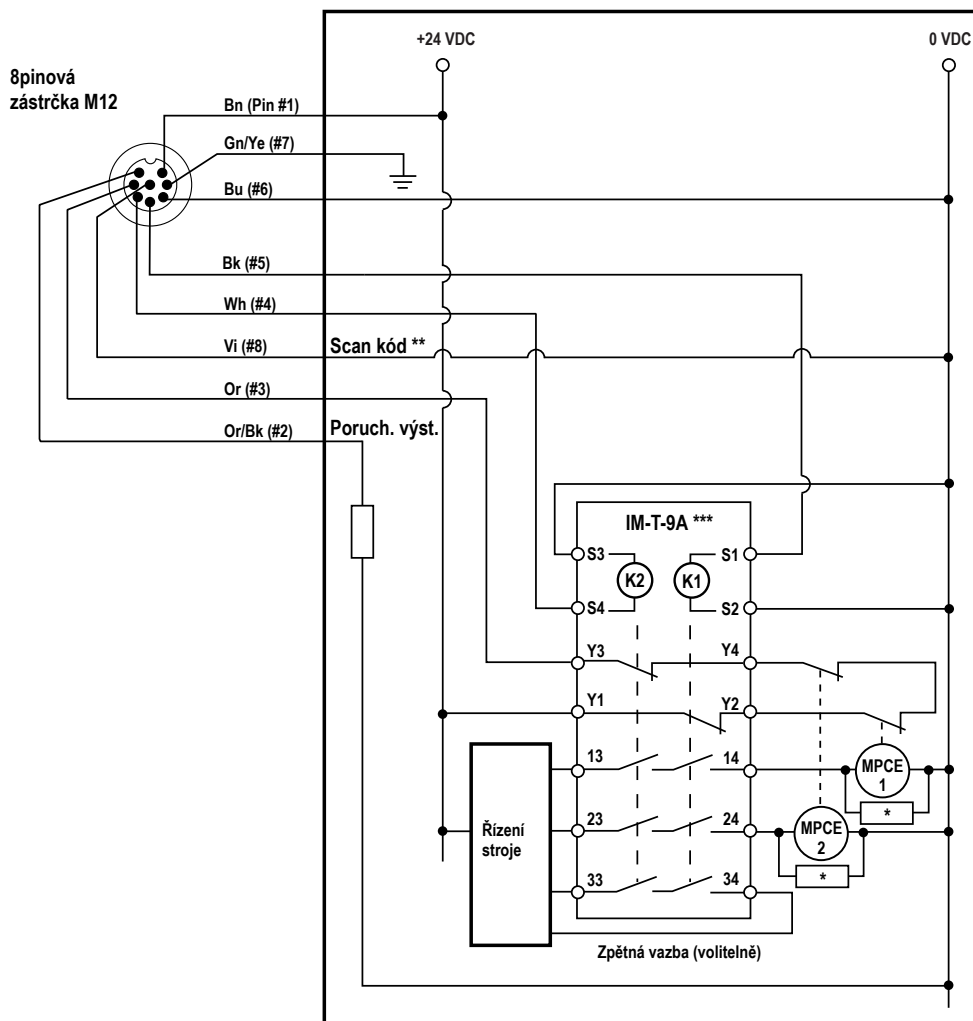 +24 VDC
0 VDC
8pinová
zástrčka M12
Bn (Pin #1)
Gn/Ye (#7)
Bu (#6)
Bk (#5)
Wh (#4)
Vi (#8)
Scan kód **
Or (#3)
Or/Bk (#2)
Poruch. výst.
IM-T-9A ***
S3
S1
K2
K1
S4
S2
Y3
Y4
Y1
Y2
13
14
MPCE
1
*
23
24
MPCE
2
*
Řízení
stroje
33
34
Zpětná vazba (volitelně)